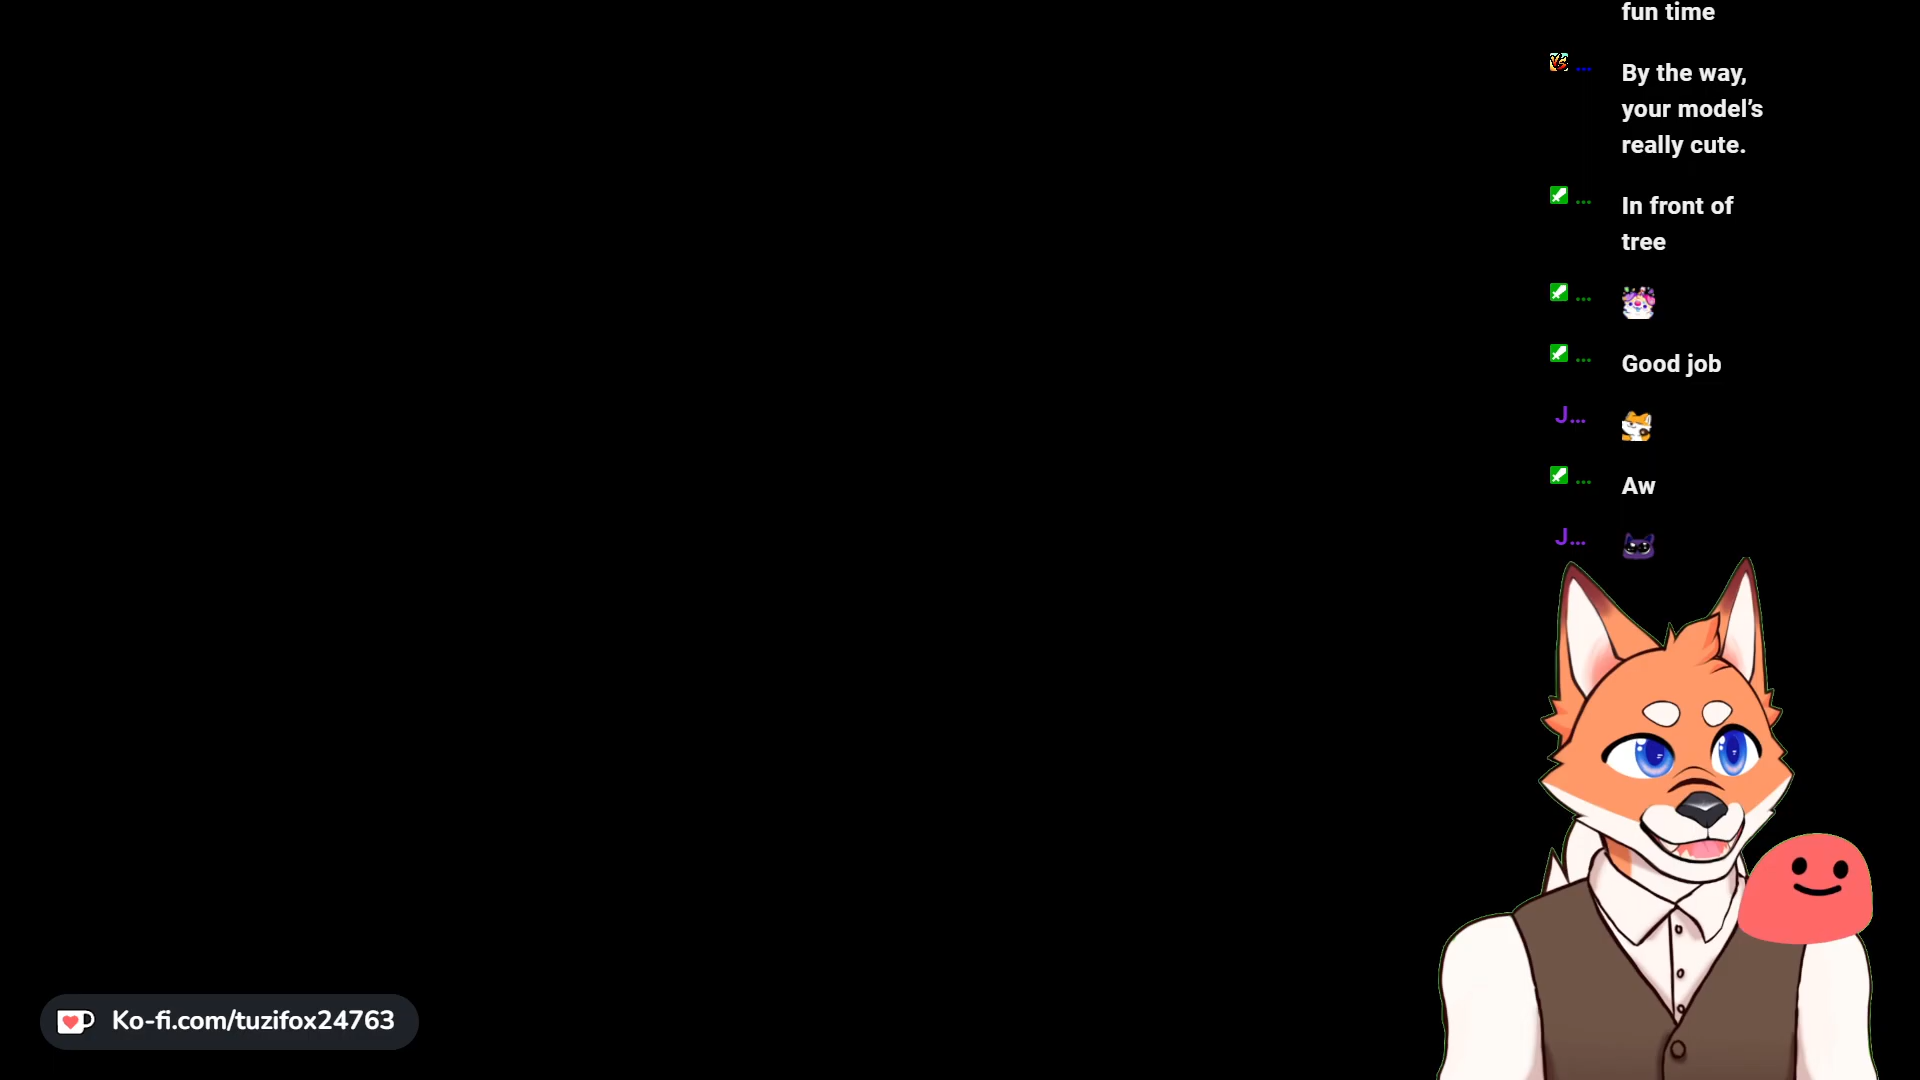 fun time
...
By the way,
your model's
really cute.
...
In front of
tree
...
...
Good job
J...
...
Aw
J...
Ko-fi.com/tuzifox24763